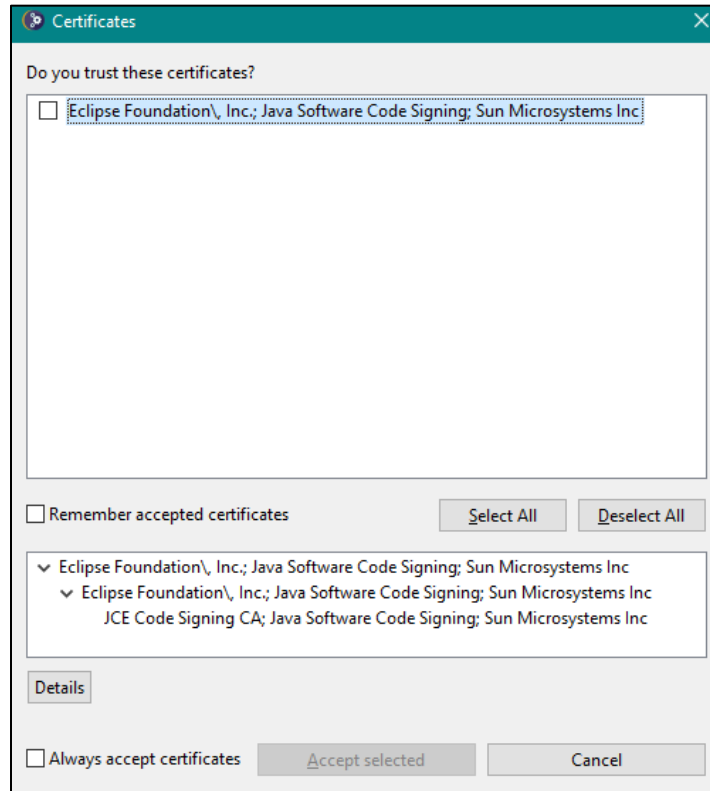 Certificates
Do you trust these certificates?
Eclipse Foundation\, Inc.; Java Software Code Signing; Sun Microsystems Inc
Remember accepted certificates
Select All
Deselect All
Eclipse Foundation\, Inc.; Java Software Code Signing; Sun Microsystems Inc
Eclipse Foundation\, Inc.; Java Software Code Signing; Sun Microsystems Inc
JCE Code Signing CA; Java Software Code Signing; Sun Microsystems Inc
Details
Always accept certificates
Accept selected
Cancel